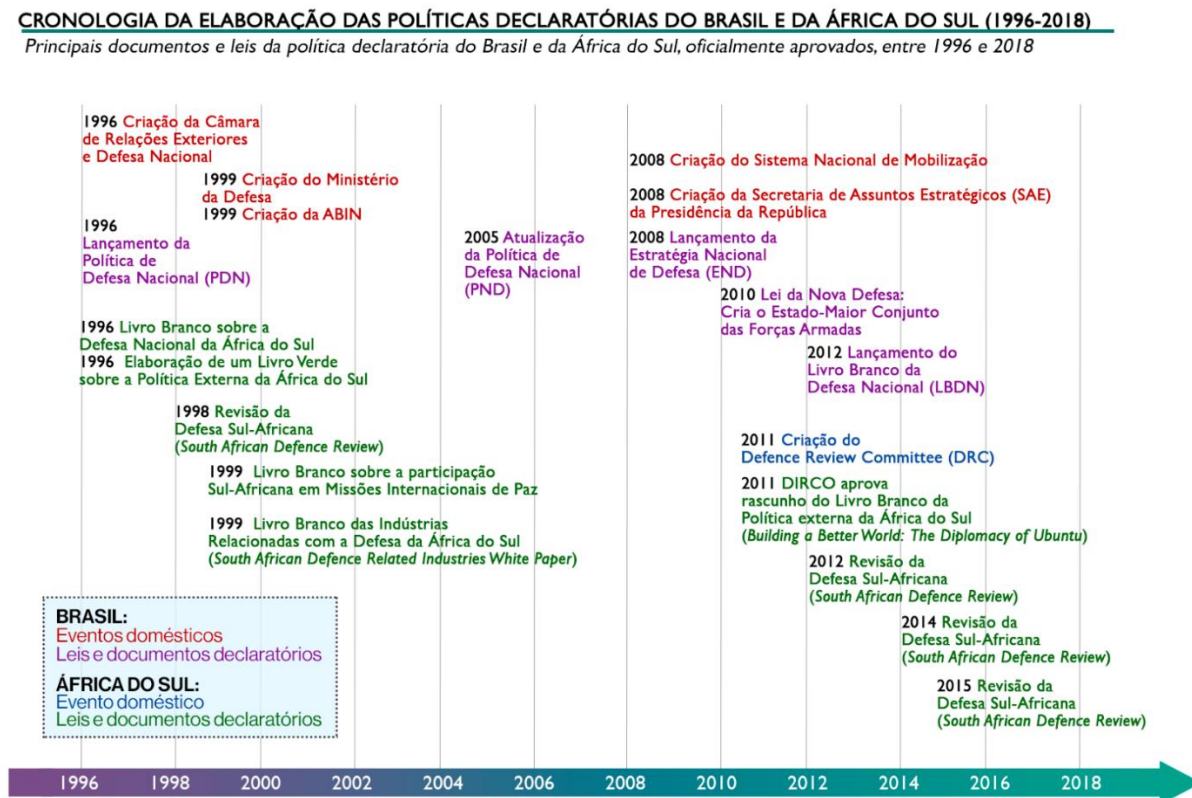 CRONOLOGIA DA ELABORAÇÃO DAS POLÍTICAS DECLARATÓRIAS DO BRASIL E DA ÁFRICA DO SUL (1996-2018)
Principais documentos e leis da política declaratória do Brasil e da África do Sul, oficialmente aprovados, entre 1996 e 2018
1996 Criação da Câmara
de Relações Exteriores
e Defesa Nacional
1999 Criação do Ministério
da Defesa
1999 Criação da ABIN
1996
Lançamento da
Política de
Defesa Nacional (PDN)
2005 Atualização
da Política de
Defesa Nacional
(PND)
2008 Criação do Sistema Nacional de Mobilização
2008 Criação da Secretaria de Assuntos Estratégicos (SAE)
da Presidência da República
2008 Lançamento da
Estratégia Nacional
de Defesa (END)
2010 Lei da Nova Defesa:
Cria o Estado-Maior Conjunto
das Forças Armadas
2012 Lançamento do
Livro Branco da
Defesa Nacional (LBDN)
1996 Livro Branco sobre a
Defesa Nacional da África do Sul
1996 Elaboração de um Livro Verde
sobre a Política Externa da África do Sul
1998 Revisão da
Defesa Sul-Africana
(South African Defence Review)
1999 Livro Branco sobre a participação
Sul-Africana em Missões Internacionais de Paz
1999 Livro Branco das Indústrias
Relacionadas com a Defesa da África do Sul
(South African Defence Related Industries White Paper)
2011 Criação do
Defence Review Committee (DRC)
2011 DIRCO aprova
rascunho do Livro Branco da
Política externa da África do Sul
(Building a Better World: The Diplomacy of Ubuntu)
2012 Revisão da
Defesa Sul-Africana
(South African Defence Review)
2014 Revisão da
Defesa Sul-Africana
(South African Defence Review)
2015 Revisão da
Defesa Sul-Africana
(South African Defence Review)
BRASIL:
Eventos domésticos
Leis e documentos declaratórios
ÁFRICA DO SUL:
Evento doméstico
Leis e documentos declaratórios
1996 1998 2000 2002 2004 2006 2008 2010 2012 2014 2016 2018